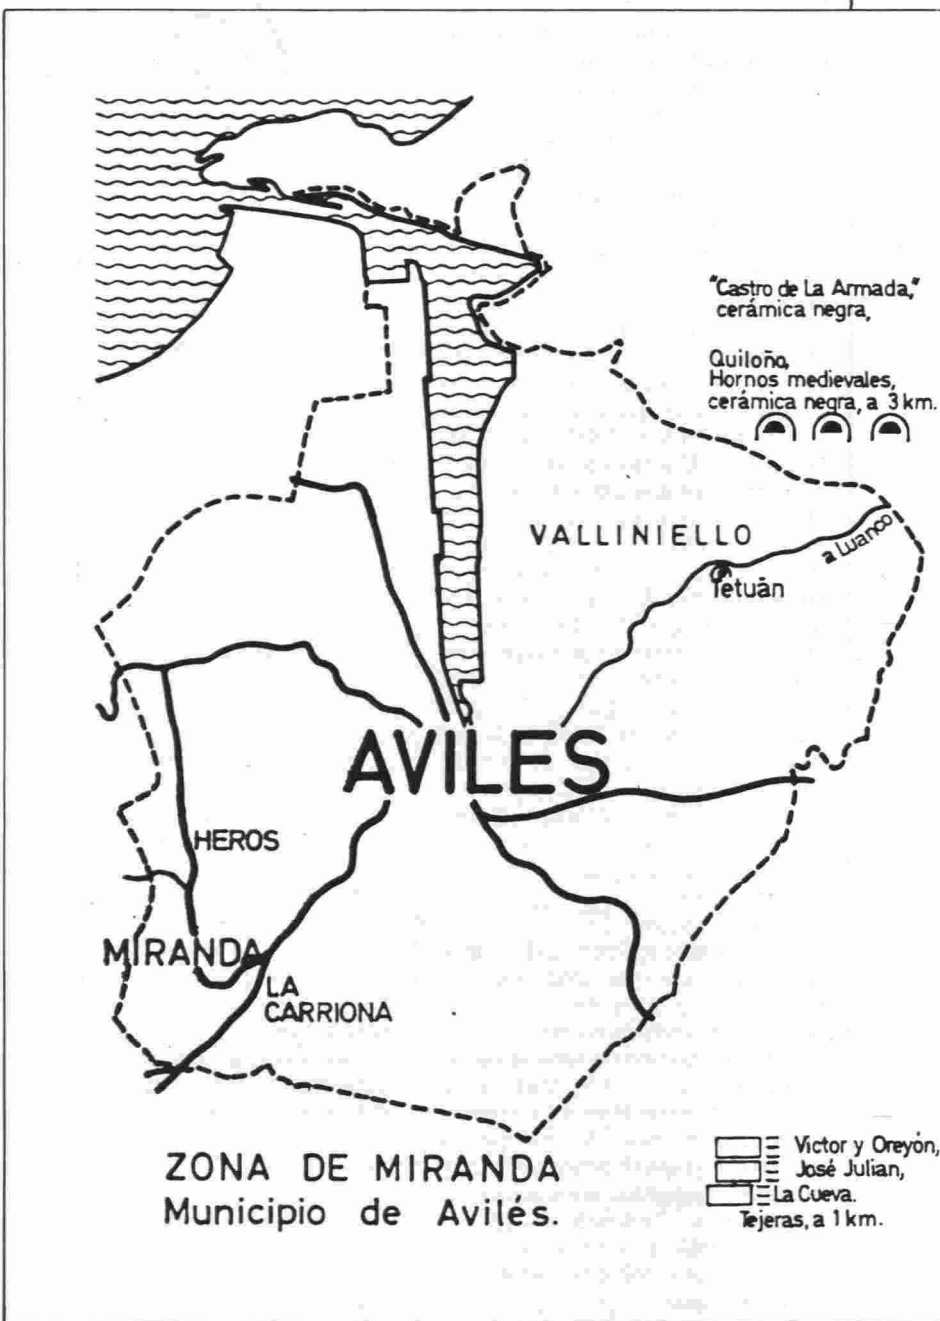 "Castro de La Armada,"
cerámica negra,
Quiloño,
Hornos medievales,
cerámica negra, a 3 km.
VALLINIELLO
a Luanco
Tetuán
AVILES
HEROS
MIRANDA
LA
CARRIONA
ZONA DE MIRANDA
Municipio de Avilés.
Victor y Oreyón,
José Julian,
La Cueva.
Tejeras, a 1 km.